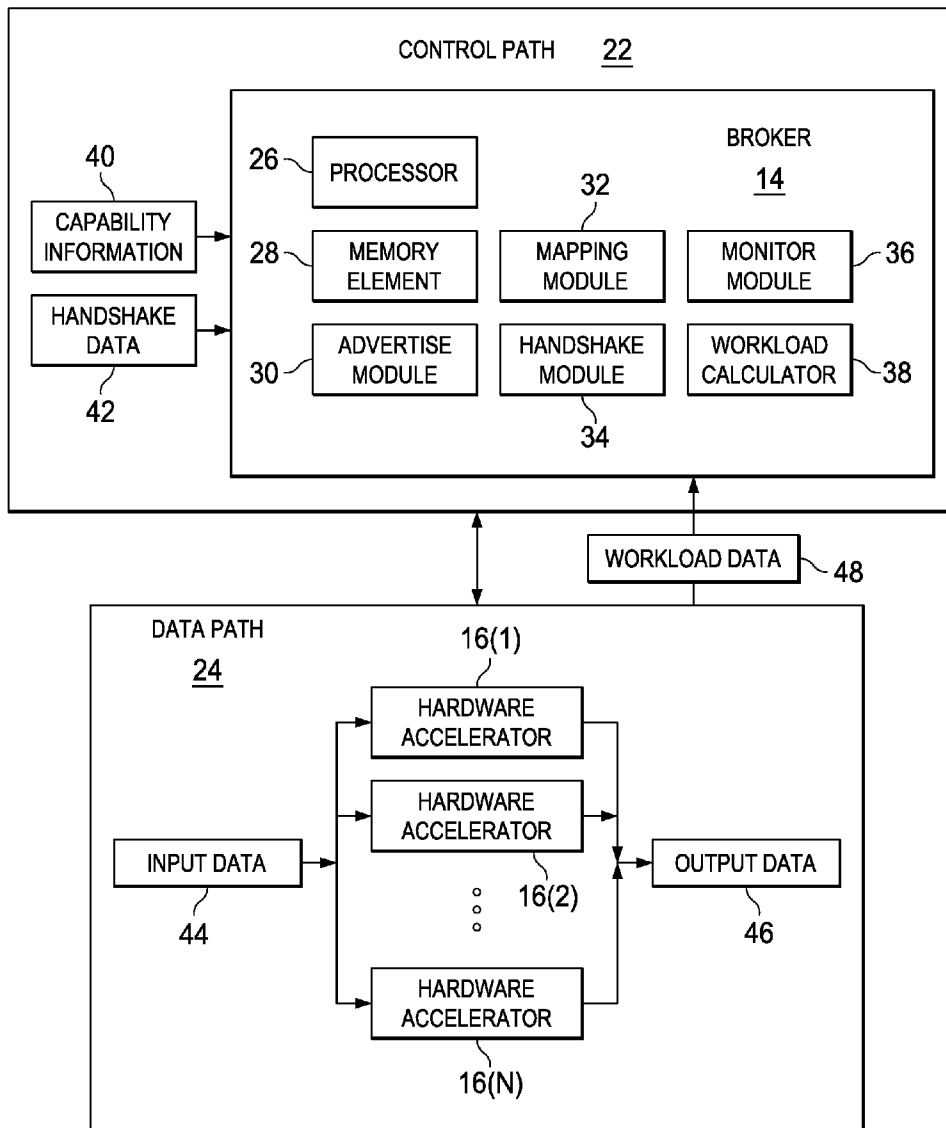 CONTROL PATH 22
BROKER
14
40
CAPABILITY
INFORMATION
HANDSHAKE
DATA
42
26
PROCESSOR
32
28
MEMORY
ELEMENT
MAPPING
MODULE
MONITOR
MODULE
36
30
ADVERTISE
MODULE
HANDSHAKE
MODULE
WORKLOAD
CALCULATOR
38
34
WORKLOAD DATA
48
DATA PATH
24
16(1)
HARDWARE
ACCELERATOR
HARDWARE
ACCELERATOR
16(2)
INPUT DATA
44
OUTPUT DATA
46
HARDWARE
ACCELERATOR
16(N)